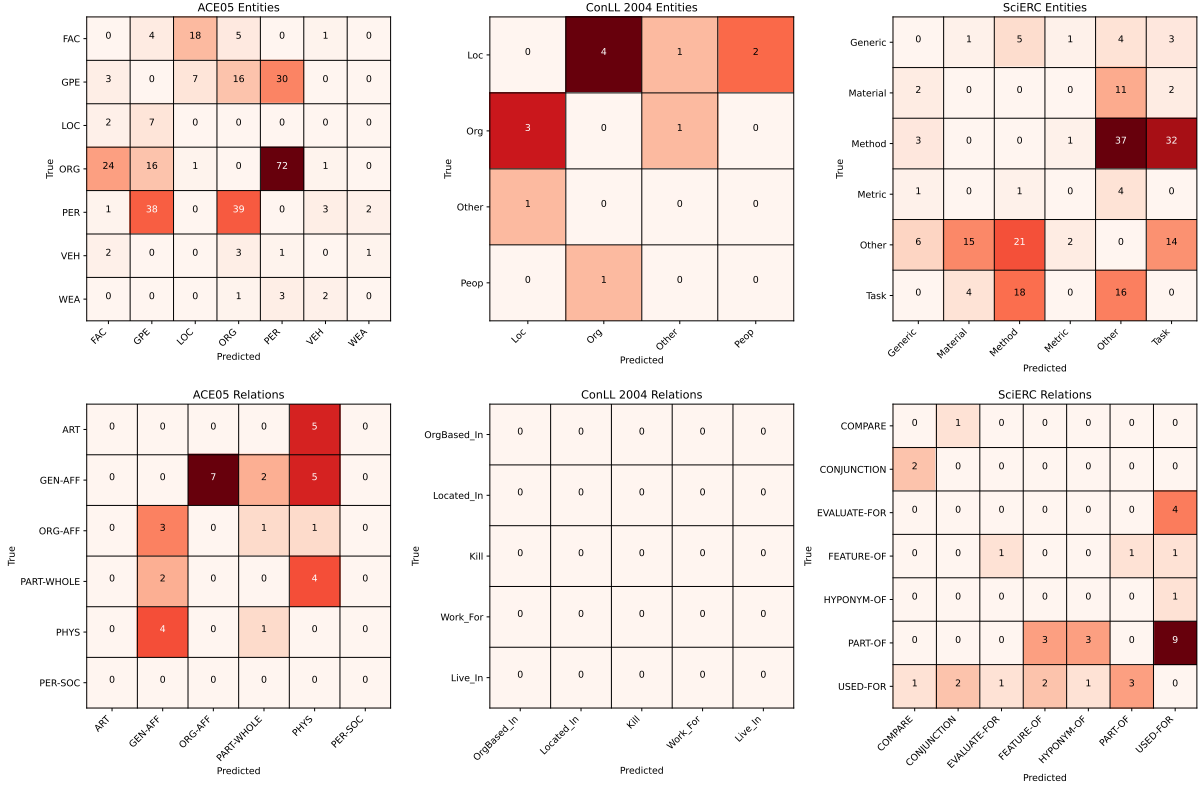 ACE05 Entities
True
FAC 0 4 18 5 0 1 0
GPE 3 0 7 16 30 0 0
LOC 2 7 0 0 0 0 0
ORG 24 16 1 0 72 1 0
PER 1 38 0 39 0 3 2
VEH 2 0 0 3 1 0 1
WEA 0 0 0 1 3 2 0
FAC GPE LOC ORG PER VEH WEA
Predicted
ConLL 2004 Entities
True
Loc 0 4 1 2
Org 3 0 1 0
Other 1 0 0 0
Peop 0 1 0 0
Loc Org Other Peop
Predicted
SciERC Entities
True
Generic 0 1 5 1 4 3
Material 2 0 0 0 11 2
Method 3 0 0 1 37 32
Metric 1 0 1 0 4 0
Other 6 15 21 2 0 14
Task 0 4 18 0 16 0
Generic Material Method Metric Other Task
Predicted
ACE05 Relations
True
ART 0 0 0 0 5 0
GEN-AFF 0 0 7 2 5 0
ORG-AFF 0 3 0 1 1 0
PART-WHOLE 0 2 0 0 4 0
PHYS 0 4 0 1 0 0
PER-SOC 0 0 0 0 0 0
ART GEN-AFF ORG-AFF PART-WHOLE PHYS PER-SOC
Predicted
ConLL 2004 Relations
True
OrgBased_In 0 0 0 0 0
Located_In 0 0 0 0 0
Kill 0 0 0 0 0
Work_For 0 0 0 0 0
Live_In 0 0 0 0 0
OrgBased_In Located_In Kill Work_For Live_In
Predicted
SciERC Relations
True
COMPARE 0 1 0 0 0 0 0
CONJUNCTION 2 0 0 0 0 0 0
EVALUATE-FOR 0 0 0 0 0 0 4
FEATURE-OF 0 0 1 0 0 1 1
HYPONYM-OF 0 0 0 0 0 0 1
PART-OF 0 0 0 3 3 0 9
USED-FOR 1 2 1 2 1 3 0
COMPARE CONJUNCTION EVALUATE-FOR FEATURE-OF HYPONYM-OF PART-OF USED-FOR
Predicted